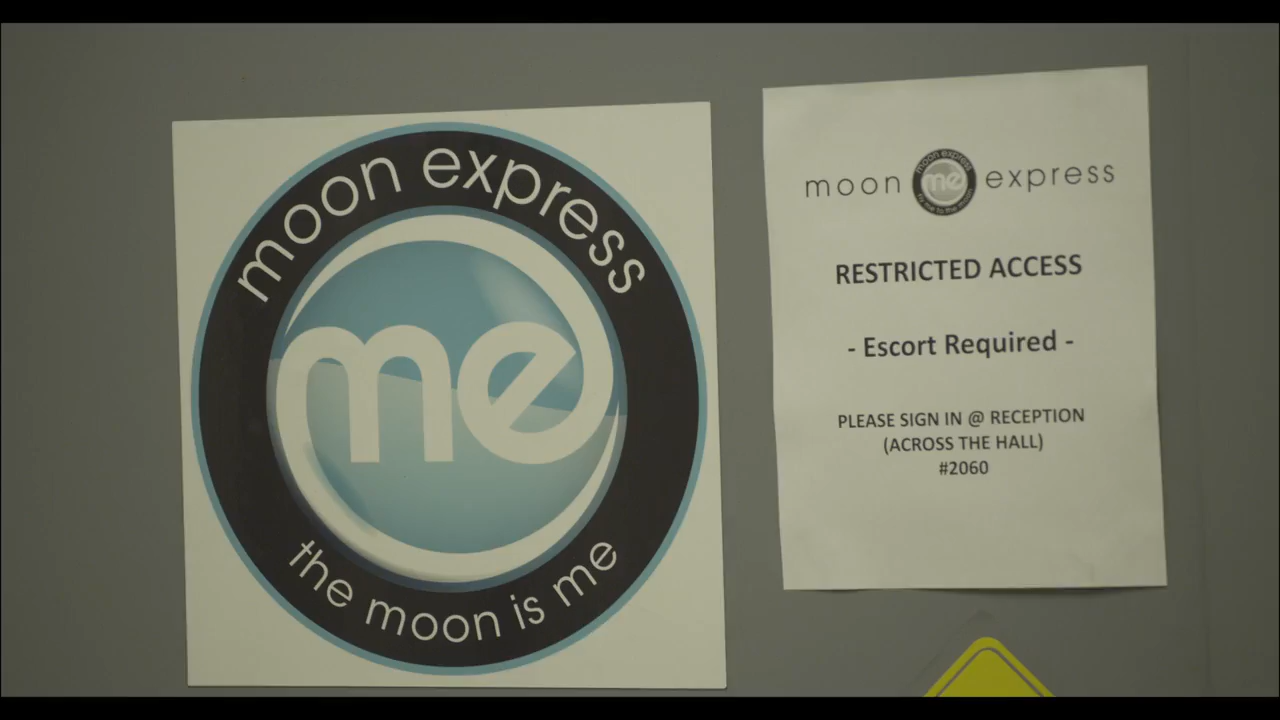 moon express
me
the moon is me
moon me express
RESTRICTED ACCESS
- Escort Required -
PLEASE SIGN IN @ RECEPTION
(ACROSS THE HALL)
#2060